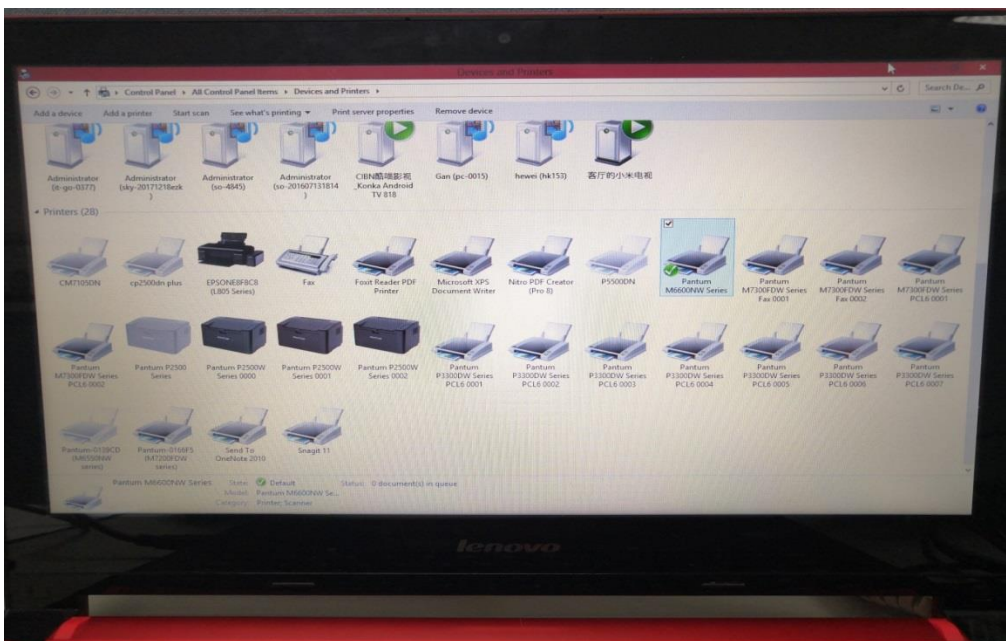 Devices and Printers
Control Panel ▸ All Control Panel Items ▸ Devices and Printers ▸
Search De...
Add a device Add a printer Start scan See what's printing Print server properties Remove device
Administrator
(it-go-0377)
Administrator
(sky-20171218ezk
)
Administrator
(so-4845)
Administrator
(so-201607131814
)
CIBN酷喵影视
_Konka Android
TV 818
Gan (pc-0015)
hewei (hk153)
客厅的小米电视
Printers (28)
CM7105DN
cp2500dn plus
EPSONEBFBC8
(L805 Series)
Fax
Foxit Reader PDF
Printer
Microsoft XPS
Document Writer
Nitro PDF Creator
(Pro 8)
P5500DN
Pantum
M6600NW Series
Pantum
M7300FDW Series
Fax 0001
Pantum
M7300FDW Series
Fax 0002
Pantum
M7300FDW Series
PCL6 0001
Pantum
M7300FDW Series
PCL6 0002
Pantum P2500
Series
Pantum P2500W
Series 0000
Pantum P2500W
Series 0001
Pantum P2500W
Series 0002
Pantum
P3300DW Series
PCL6 0001
Pantum
P3300DW Series
PCL6 0002
Pantum
P3300DW Series
PCL6 0003
Pantum
P3300DW Series
PCL6 0004
Pantum
P3300DW Series
PCL6 0005
Pantum
P3300DW Series
PCL6 0006
Pantum
P3300DW Series
PCL6 0007
(M6500NW
series)
(M7200FDW
series)
Send To
OneNote 2010
Snagit 11
Pantum M6600NW Series State: Default Status: 0 document(s) in queue
Model: Pantum M6600NW Se...
Category: Printer; Scanner
lenovo